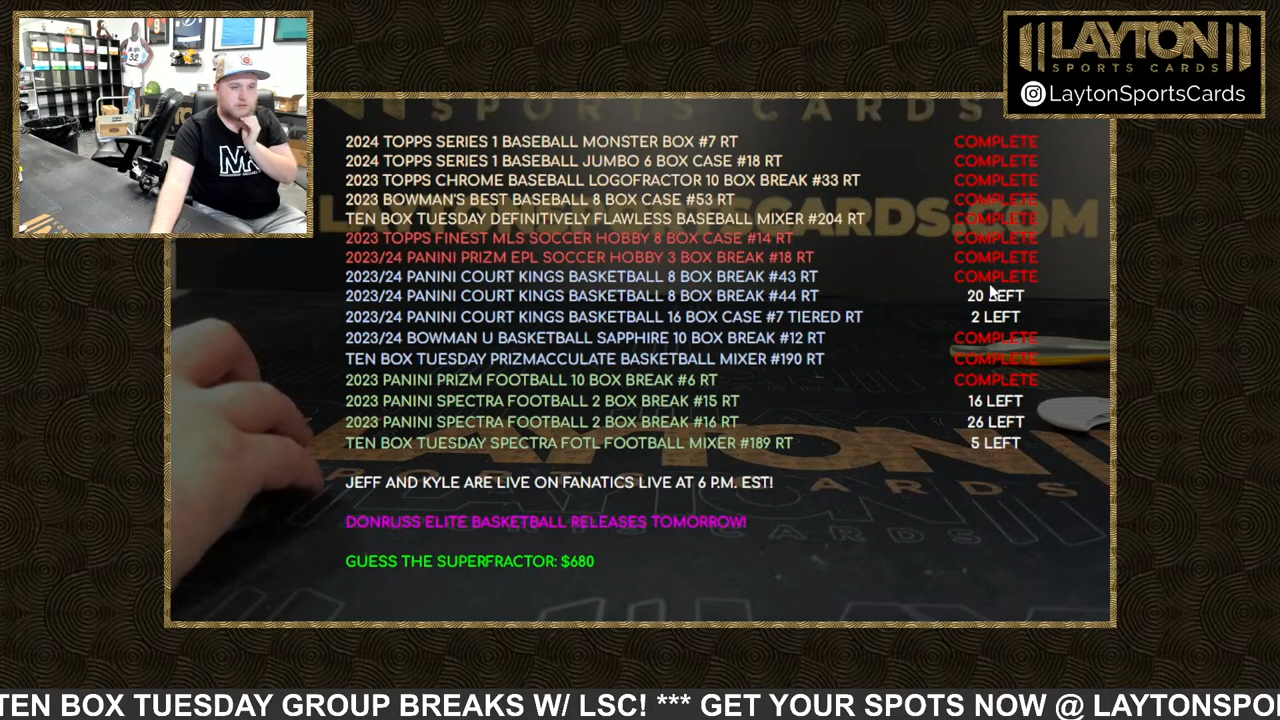 LAYTON
SPORTS CARDS
LaytonSportsCards
SPORTS CARDS
2024 TOPPS SERIES 1 BASEBALL MONSTER BOX #7 RT COMPLETE
2024 TOPPS SERIES 1 BASEBALL JUMBO 6 BOX CASE #18 RT COMPLETE
2023 TOPPS CHROME BASEBALL LOGOFRACTOR 10 BOX BREAK #33 RT COMPLETE
2023 BOWMAN'S BEST BASEBALL 8 BOX CASE #53 RT COMPLETE
TEN BOX TUESDAY DEFINITIVELY FLAWLESS BASEBALL MIXER #204 RT COMPLETE
2023 TOPPS FINEST MLS SOCCER HOBBY 8 BOX CASE #14 RT COMPLETE
2023/24 PANINI PRIZM EPL SOCCER HOBBY 3 BOX BREAK #18 RT COMPLETE
2023/24 PANINI COURT KINGS BASKETBALL 8 BOX BREAK #43 RT COMPLETE
2023/24 PANINI COURT KINGS BASKETBALL 8 BOX BREAK #44 RT 20 LEFT
2023/24 PANINI COURT KINGS BASKETBALL 16 BOX CASE #7 TIERED RT 2 LEFT
2023/24 BOWMAN U BASKETBALL SAPPHIRE 10 BOX BREAK #12 RT COMPLETE
TEN BOX TUESDAY PRIZMACCULATE BASKETBALL MIXER #190 RT COMPLETE
2023 PANINI PRIZM FOOTBALL 10 BOX BREAK #6 RT COMPLETE
2023 PANINI SPECTRA FOOTBALL 2 BOX BREAK #15 RT 16 LEFT
2023 PANINI SPECTRA FOOTBALL 2 BOX BREAK #16 RT 26 LEFT
TEN BOX TUESDAY SPECTRA FOTL FOOTBALL MIXER #189 RT 5 LEFT
JEFF AND KYLE ARE LIVE ON FANATICS LIVE AT 6 P.M. EST!
DONRUSS ELITE BASKETBALL RELEASES TOMORROW!
GUESS THE SUPERFRACTOR: $680
TEN BOX TUESDAY GROUP BREAKS W/ LSC! *** GET YOUR SPOTS NOW @ LAYTONSPO